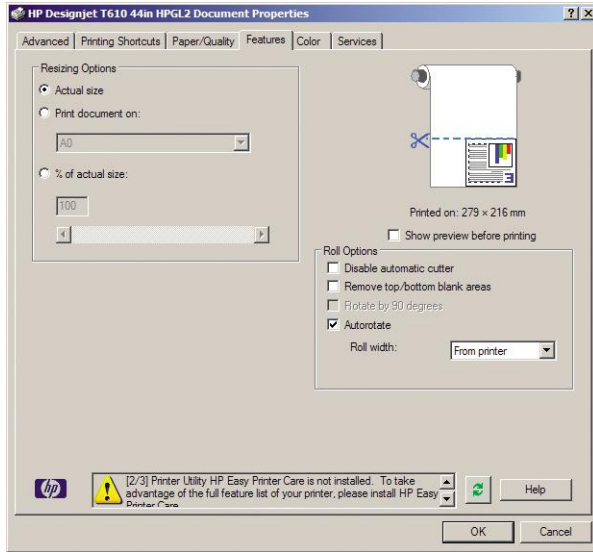 HP Designjet T610 44in HPGL2 Document Properties
Advanced
Printing Shortcuts
Paper/Quality
Features
Color
Services
Resizing Options
Actual size
Print document on:
A0
% of actual size:
100
Printed on: 279 × 216 mm
Show preview before printing
Roll Options
Disable automatic cutter
Remove top/bottom blank areas
Rotate by 90 degrees
Autorotate
Roll width:
From printer
hp
[2/3] Printer Utility HP Easy Printer Care is not installed. To take
advantage of the full feature list of your printer, please install HP Easy
Printer Care
Help
OK
Cancel